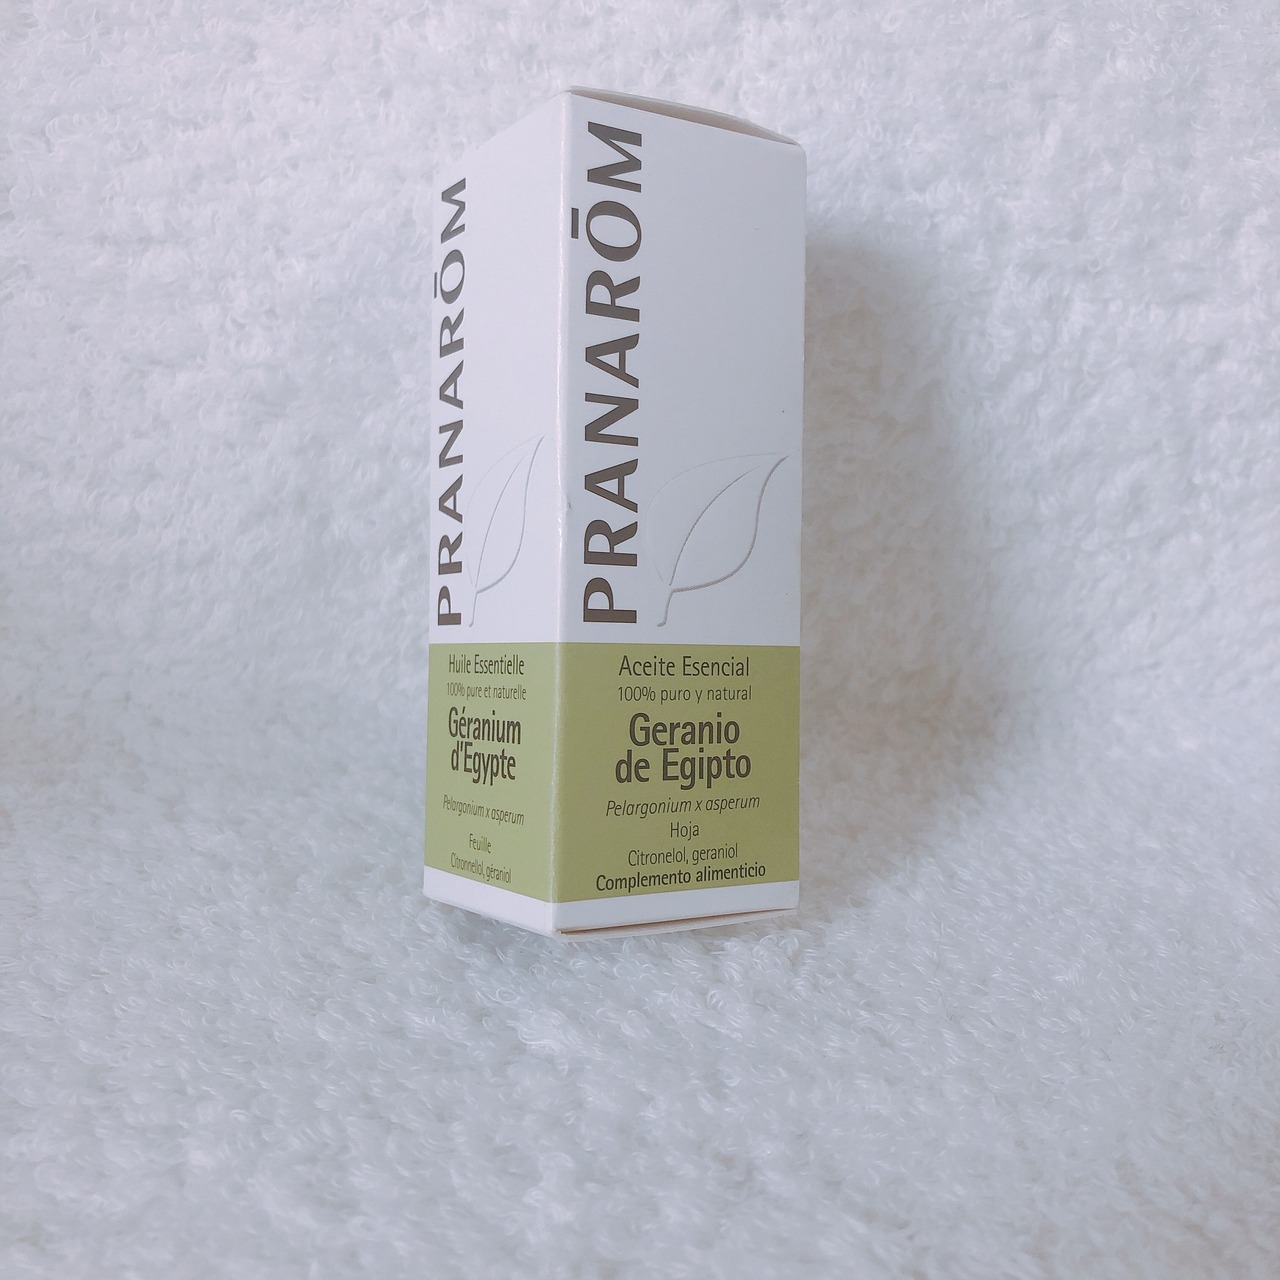 PRANARŌM
Huile Essentielle
100% pure et naturelle
Géranium
d'Egypte
Pelargonium x asperum
Feuille
Citronnellol, géraniol
PRANARŌM
Aceite Esencial
100% puro y natural
Geranio
de Egipto
Pelargonium x asperum
Hoja
Citronelol, geraniol
Complemento alimenticio